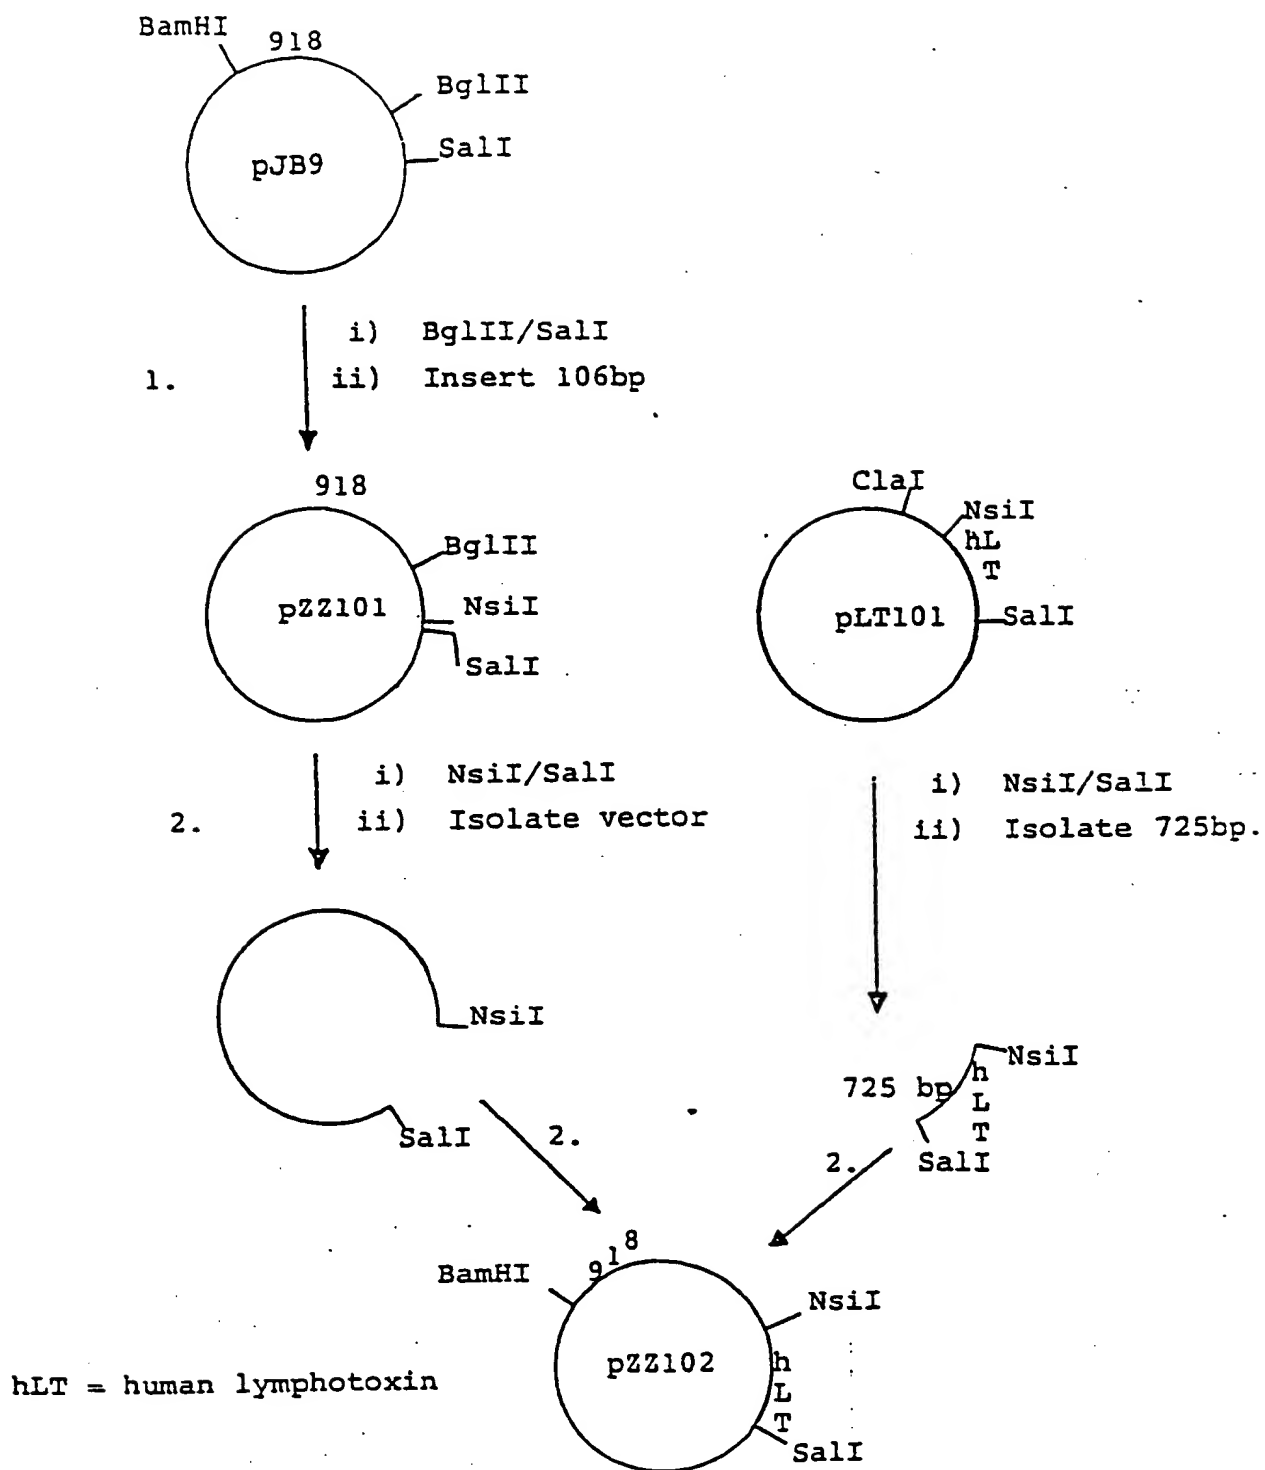 BamHI
918
BglII
SalI
pJB9
1.
i) BglII/SalI
ii) Insert 106bp
918
BglII
pZZ101
NsiI
SalI
ClaI
NsiI
hL
T
pLT101
SalI
2.
i) NsiI/SalI
ii) Isolate vector
i) NsiI/SalI
ii) Isolate 725bp.
NsiI
SalI
2.
725 bp
NsiI
h
L
T
SalI
2.
BamHI
918
NsiI
pZZ102
h
L
T
SalI
hLT = human lymphotoxin